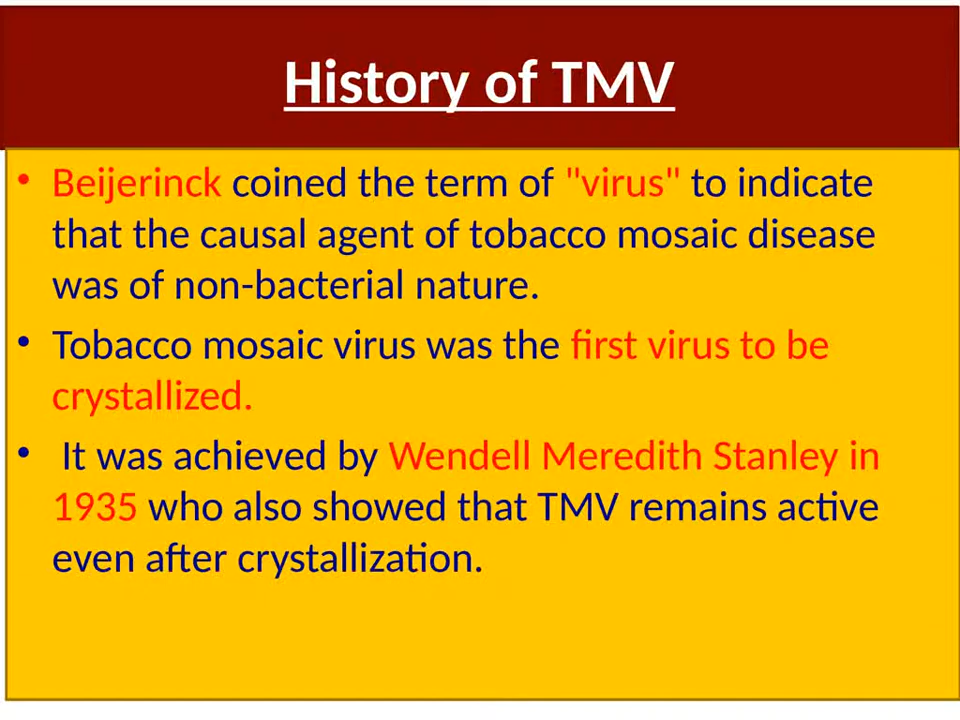 History of TMV
• Beijerinck coined the term of "virus" to indicate
that the causal agent of tobacco mosaic disease
was of non-bacterial nature.
• Tobacco mosaic virus was the first virus to be
crystallized.
• It was achieved by Wendell Meredith Stanley in
1935 who also showed that TMV remains active
even after crystallization.